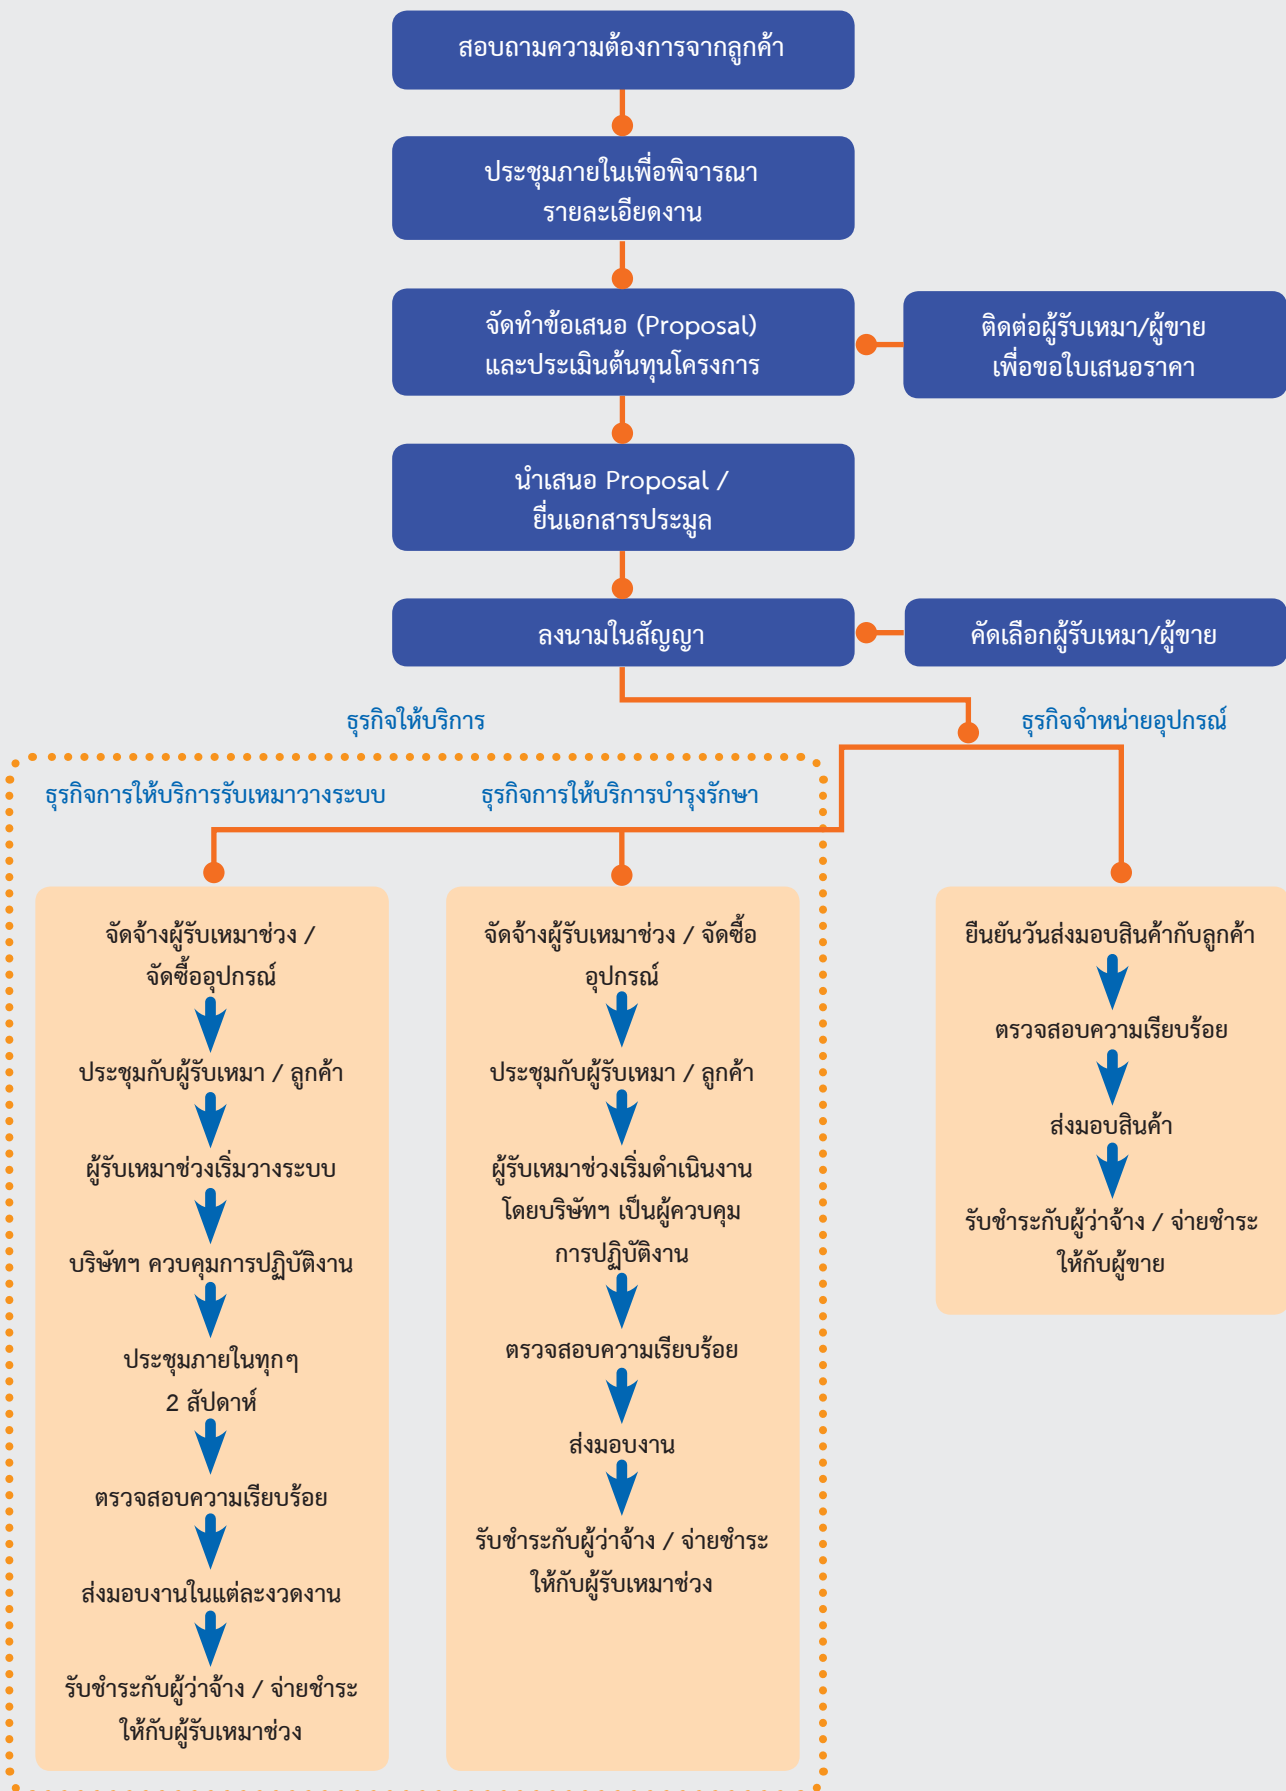 สอบถามความต้องการจากลูกค้า
ประชุมภายในเพื่อพิจารณา
รายละเอียดงาน
จัดทำข้อเสนอ (Proposal)
และประเมินต้นทุนโครงการ
ติดต่อผู้รับเหมา/ผู้ขาย
เพื่อขอใบเสนอราคา
นำเสนอ Proposal /
ยื่นเอกสารประมูล
ลงนามในสัญญา
คัดเลือกผู้รับเหมา/ผู้ขาย
ธุรกิจให้บริการ
ธุรกิจจำหน่ายอุปกรณ์
ธุรกิจการให้บริการรับเหมาวางระบบ
ธุรกิจการให้บริการบำรุงรักษา
จัดจ้างผู้รับเหมาช่วง /
จัดซื้ออุปกรณ์
ประชุมกับผู้รับเหมา / ลูกค้า
ผู้รับเหมาช่วงเริ่มวางระบบ
บริษัทฯ ควบคุมการปฏิบัติงาน
ประชุมภายในทุกๆ
2 สัปดาห์
ตรวจสอบความเรียบร้อย
ส่งมอบงานในแต่ละงวดงาน
รับชำระกับผู้ว่าจ้าง / จ่ายชำระ
ให้กับผู้รับเหมาช่วง
จัดจ้างผู้รับเหมาช่วง / จัดซื้อ
อุปกรณ์
ประชุมกับผู้รับเหมา / ลูกค้า
ผู้รับเหมาช่วงเริ่มดำเนินงาน
โดยบริษัทฯ เป็นผู้ควบคุม
การปฏิบัติงาน
ตรวจสอบความเรียบร้อย
ส่งมอบงาน
รับชำระกับผู้ว่าจ้าง / จ่ายชำระ
ให้กับผู้รับเหมาช่วง
ยืนยันวันส่งมอบสินค้ากับลูกค้า
ตรวจสอบความเรียบร้อย
ส่งมอบสินค้า
รับชำระกับผู้ว่าจ้าง / จ่ายชำระ
ให้กับผู้ขาย